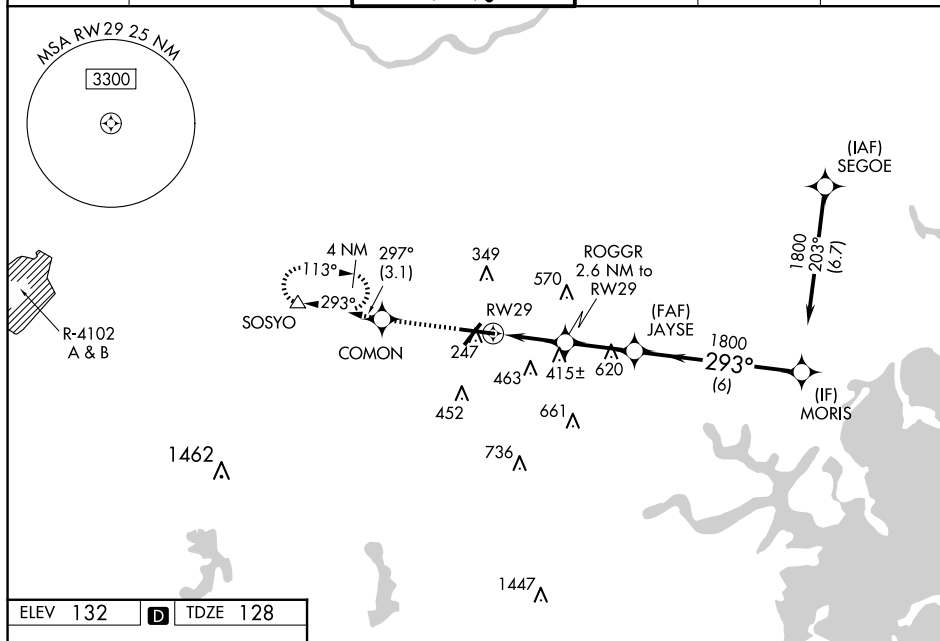 MSA RW29 25 NM
3300
(IAF)
SEGOE
1800
203°
(6.7)
4 NM
297°
(3.1)
113°
293°
SOSYO
COMON
349
570
ROGGR
2.6 NM to
RW29
RW29
(FAF)
JAYSE
1800
293°
(6)
(IF)
MORIS
R-4102
A & B
247
463
415±
620
452
661
736
1462
1447
ELEV 132
D
TDZE 128